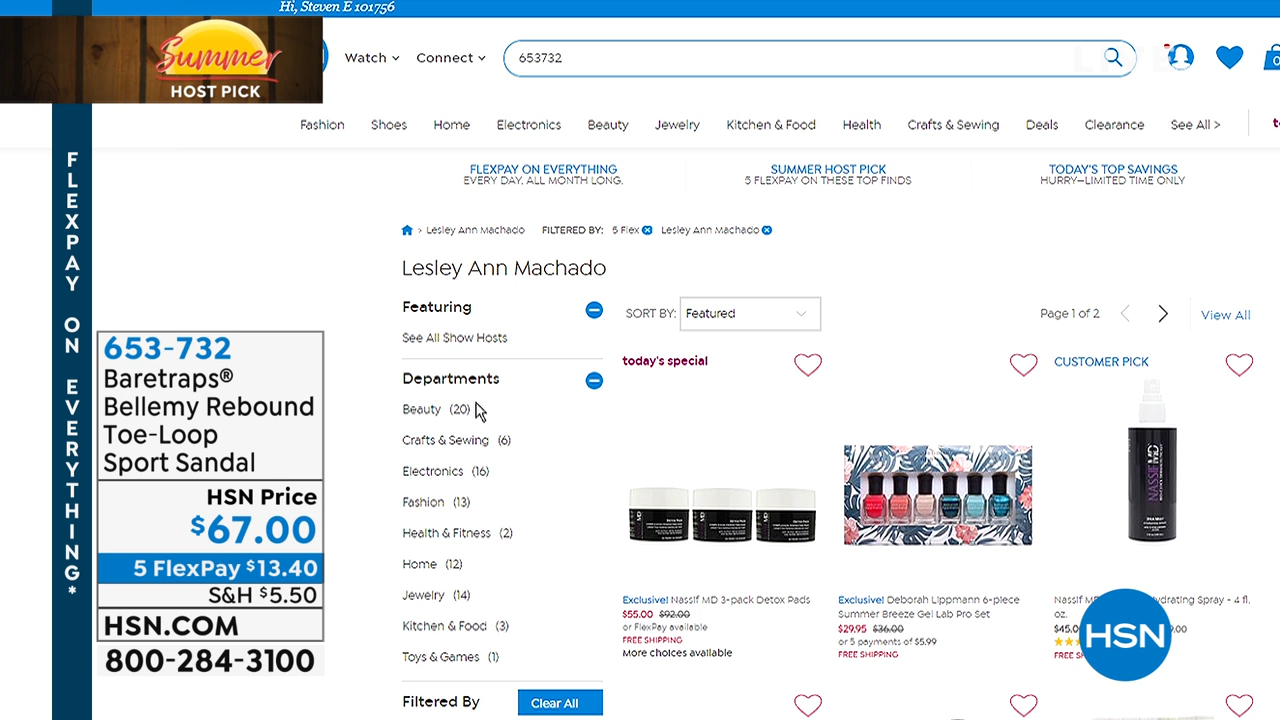 Hi, Steven E 101756
Summer
HOST PICK
Watch
Connect
653732
0
Fashion
Shoes
Home
Electronics
Beauty
Jewelry
Kitchen & Food
Health
Crafts & Sewing
Deals
Clearance
See All >
FLEXPAY ON EVERYTHING
EVERY DAY, ALL MONTH LONG.
SUMMER HOST PICK
5 FLEXPAY ON THESE TOP FINDS
TODAY'S TOP SAVINGS
HURRY—LIMITED TIME ONLY
FLEXPAY ON EVERYTHING*
> Lesley Ann Machado
FILTERED BY: 5 Flex Lesley Ann Machado
Lesley Ann Machado
Featuring
See All Show Hosts
Departments
Beauty (20)
Crafts & Sewing (6)
Electronics (16)
Fashion (13)
Health & Fitness (2)
Home (12)
Jewelry (14)
Kitchen & Food (3)
Toys & Games (1)
Filtered By
Clear All
SORT BY: Featured
Page 1 of 2
View All
today's special
Exclusive! Nassif MD 3-pack Detox Pads
$55.00 $92.00
or FlexPay available
FREE SHIPPING
More choices available
Exclusive! Deborah Lippmann 6-piece
Summer Breeze Gel Lab Pro Set
$29.95 $36.00
or 5 payments of $5.99
FREE SHIPPING
CUSTOMER PICK
NASSIF MD
Nassif
Spray - 4 fl.
oz.
HSN
653-732
Baretraps®
Bellemy Rebound
Toe-Loop
Sport Sandal
HSN Price
$67.00
5 FlexPay $13.40
S&H $5.50
HSN.COM
800-284-3100